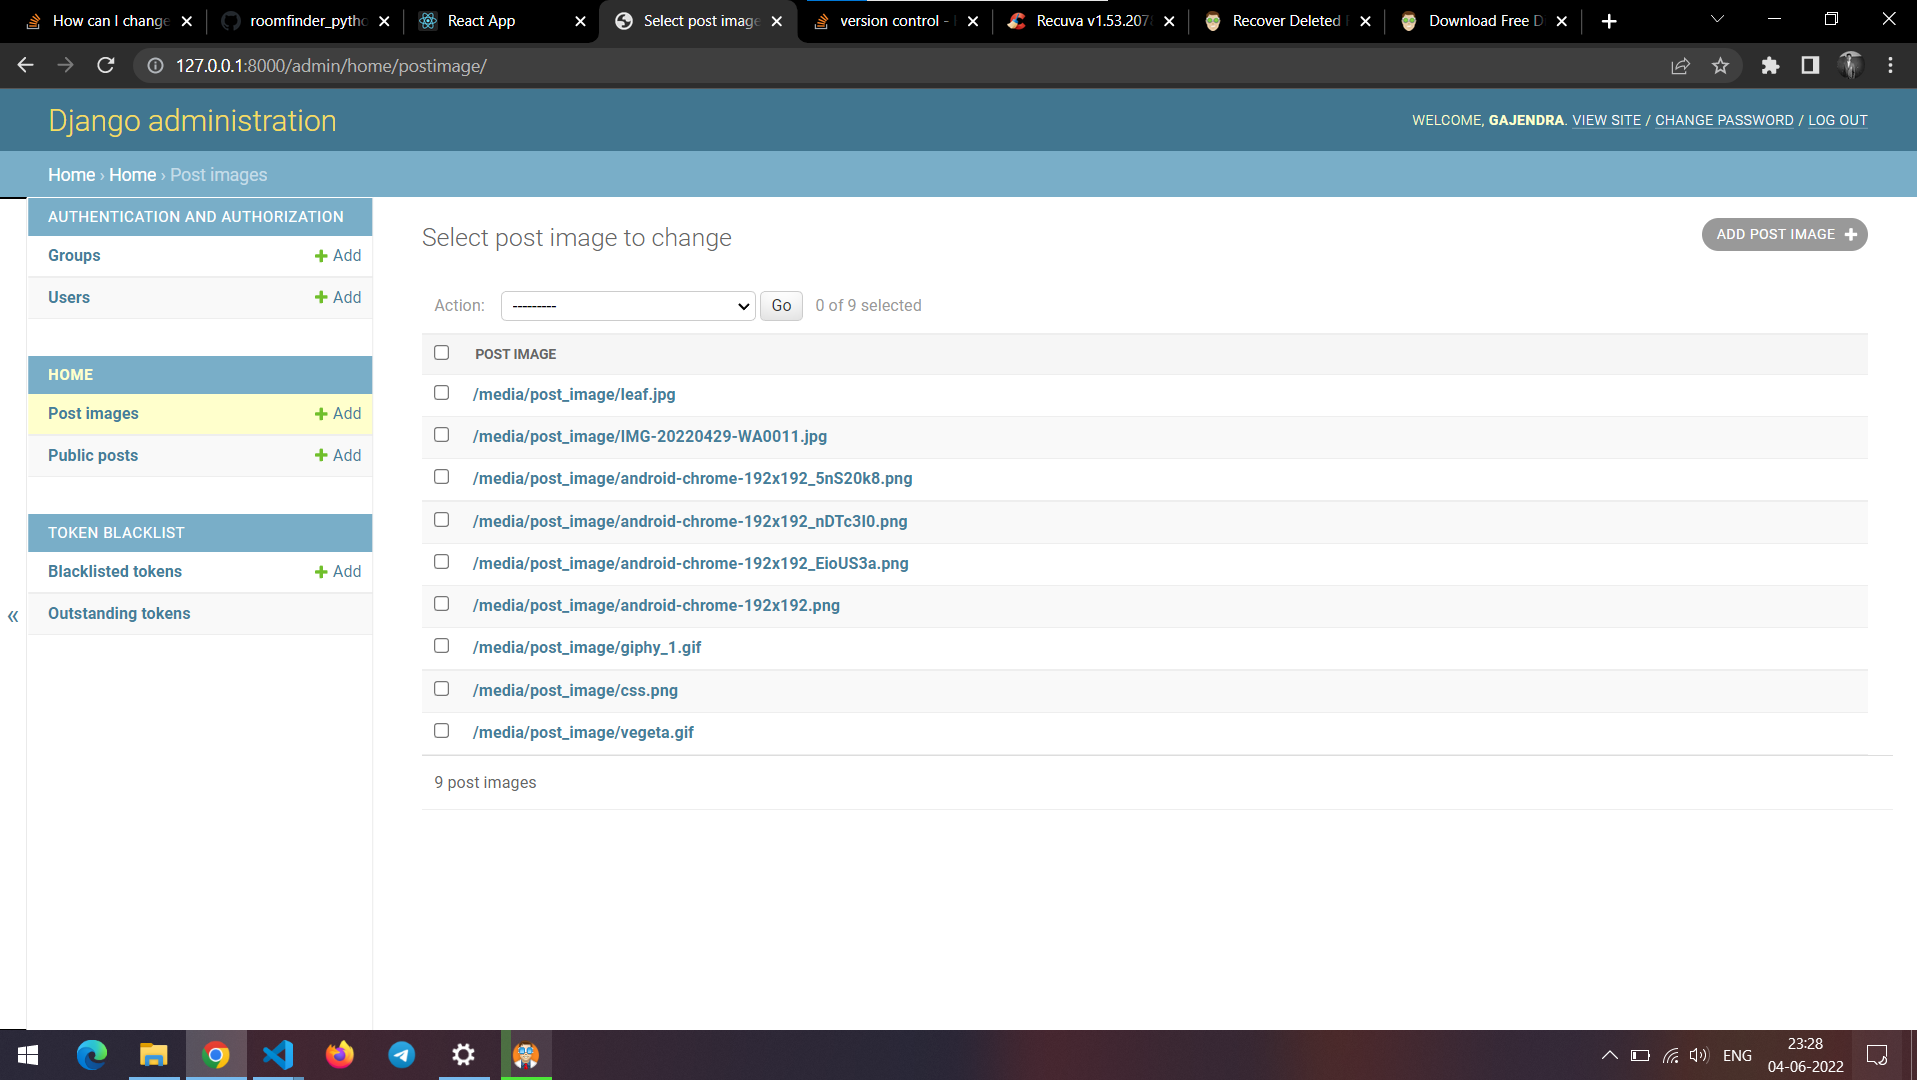 How can I change
roomfinder_pytho
React App
Select post image
version control -
Recuva v1.53.207
Recover Deleted
Download Free D
127.0.0.1:8000/admin/home/postimage/
Django administration
WELCOME, GAJENDRA. VIEW SITE / CHANGE PASSWORD / LOG OUT
Home › Home › Post images
AUTHENTICATION AND AUTHORIZATION
Groups
Add
Users
Add
HOME
Post images
Add
Public posts
Add
TOKEN BLACKLIST
Blacklisted tokens
Add
Outstanding tokens
«
Select post image to change
ADD POST IMAGE +
Action: --------- Go 0 of 9 selected
POST IMAGE
/media/post_image/leaf.jpg
/media/post_image/IMG-20220429-WA0011.jpg
/media/post_image/android-chrome-192x192_5nS20k8.png
/media/post_image/android-chrome-192x192_nDTc3I0.png
/media/post_image/android-chrome-192x192_EioUS3a.png
/media/post_image/android-chrome-192x192.png
/media/post_image/giphy_1.gif
/media/post_image/css.png
/media/post_image/vegeta.gif
9 post images
ENG
23:28
04-06-2022